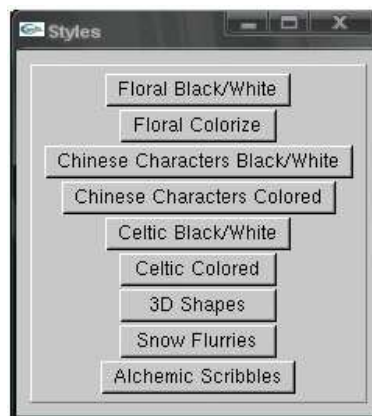 Styles
Floral Black/White
Floral Colorize
Chinese Characters Black/White
Chinese Characters Colored
Celtic Black/White
Celtic Colored
3D Shapes
Snow Flurries
Alchemic Scribbles